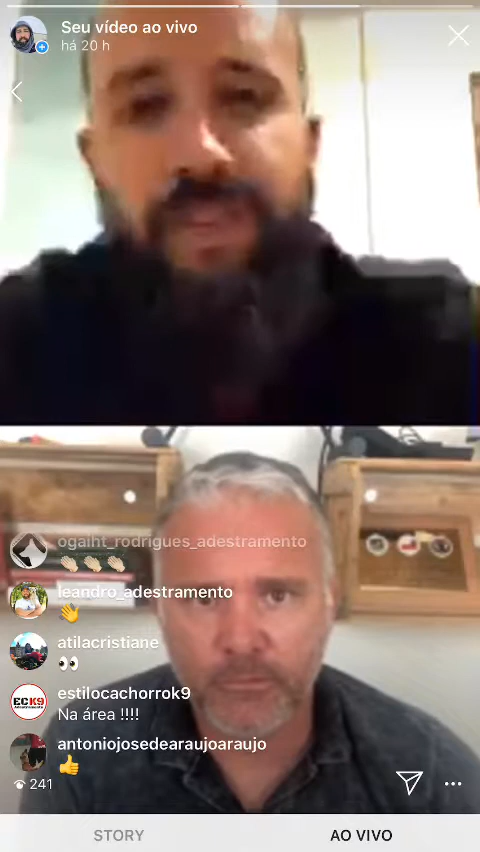 Seu vídeo ao vivo
há 20 h
ogaiht_rodrigues_adestramento
👏🏻👏🏻👏🏻
leandro_adestramento
👋
atilacristiane
👀
ECK9
estilocachorrok9
Na área !!!!
antoniojosedearaujoaraujo
👍
241
STORY
AO VIVO